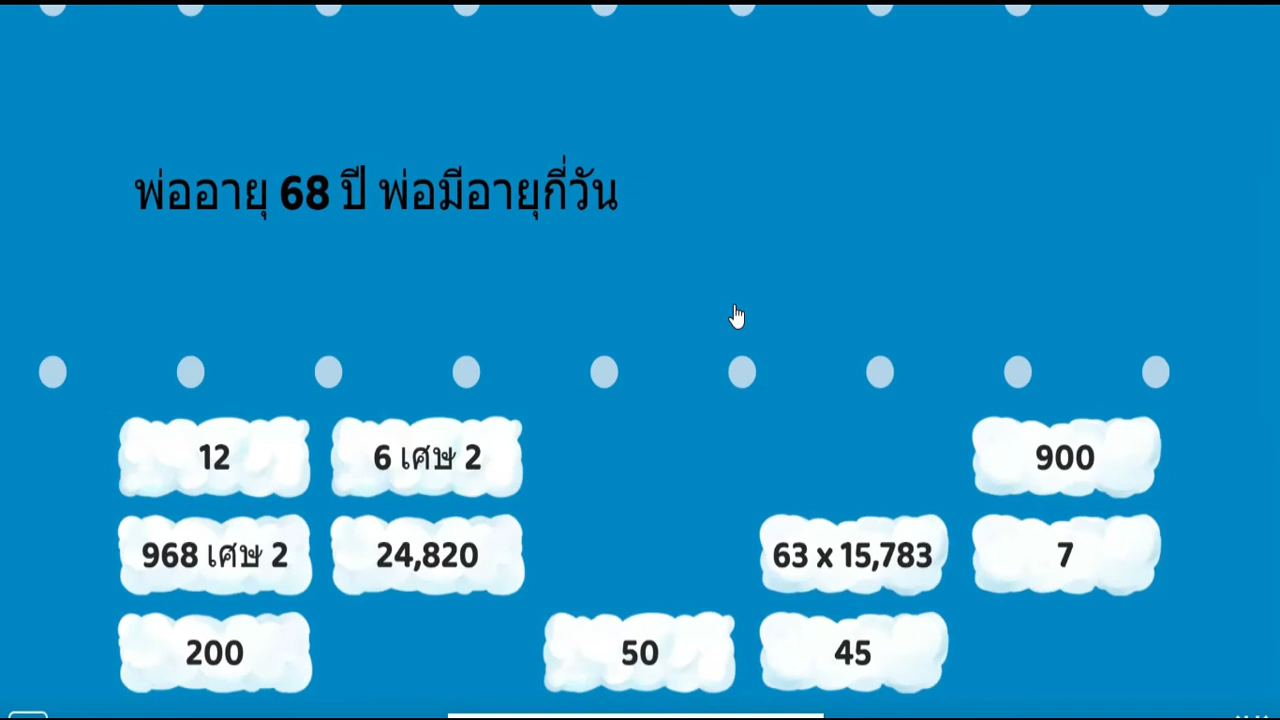 พ่ออายุ 68 ปี พ่อมีอายุกี่วัน
12
6 เศษ 2
900
968 เศษ 2
24,820
63 x 15,783
7
200
50
45